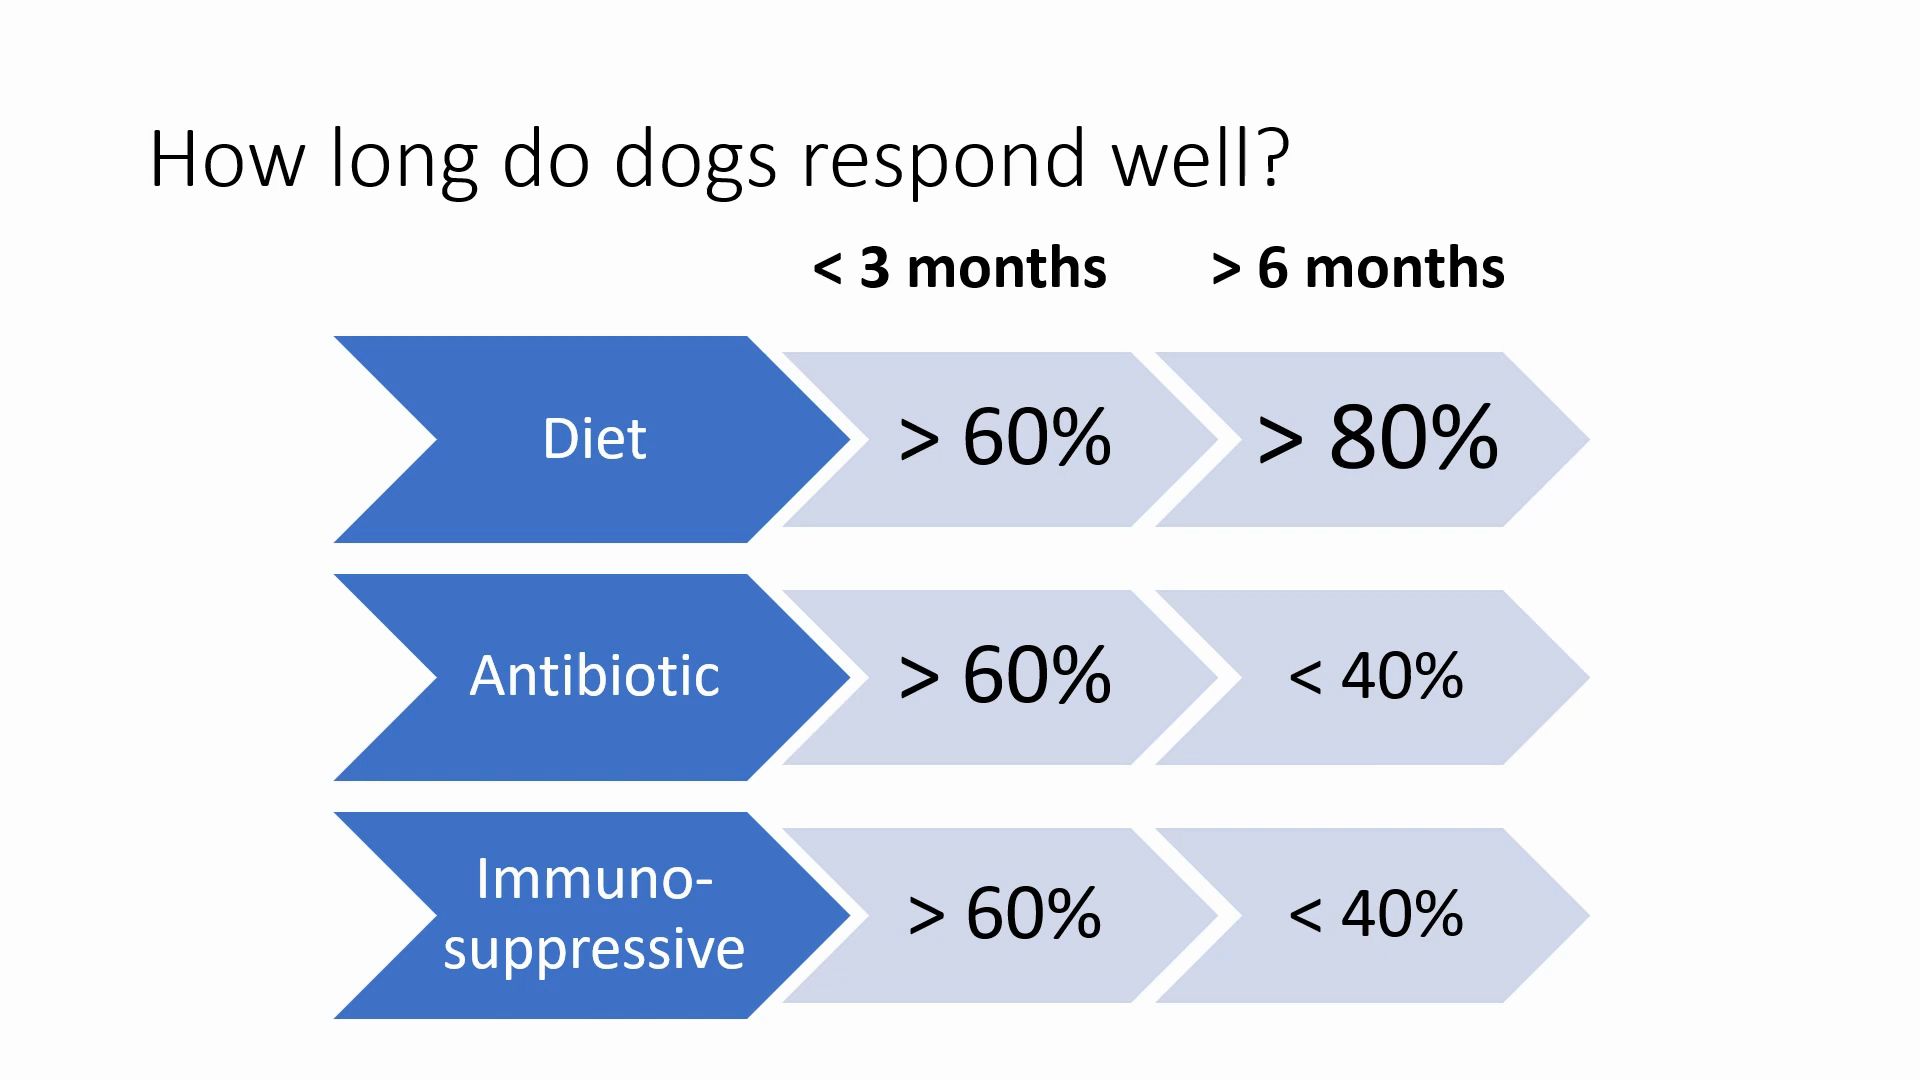 How long do dogs respond well?
< 3 months > 6 months
Diet > 60% > 80%
Antibiotic > 60% < 40%
Immuno-
suppressive > 60% < 40%